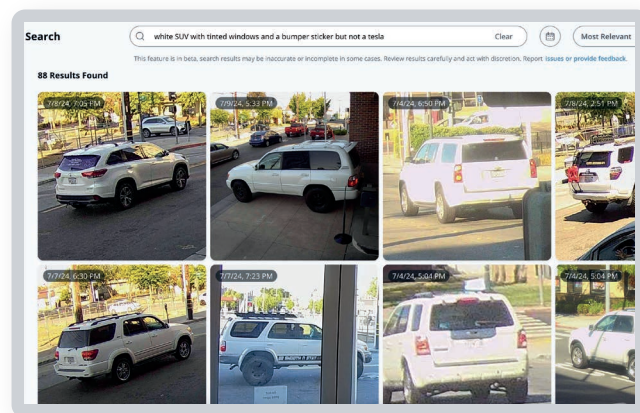 Search
white SUV with tinted windows and a bumper sticker but not a tesla
Clear
Most Relevant
This feature is in beta, search results may be inaccurate or incomplete in some cases. Review results carefully and act with discretion. Report issues or provide feedback.
88 Results Found
7/8/24, 7:05 PM
7/9/24, 5:33 PM
7/4/24, 6:50 PM
7/8/24, 2:51 PM
7/7/24, 6:30 PM
7/7/24, 7:23 PM
7/4/24, 5:04 PM
7/4/24, 5:04 PM